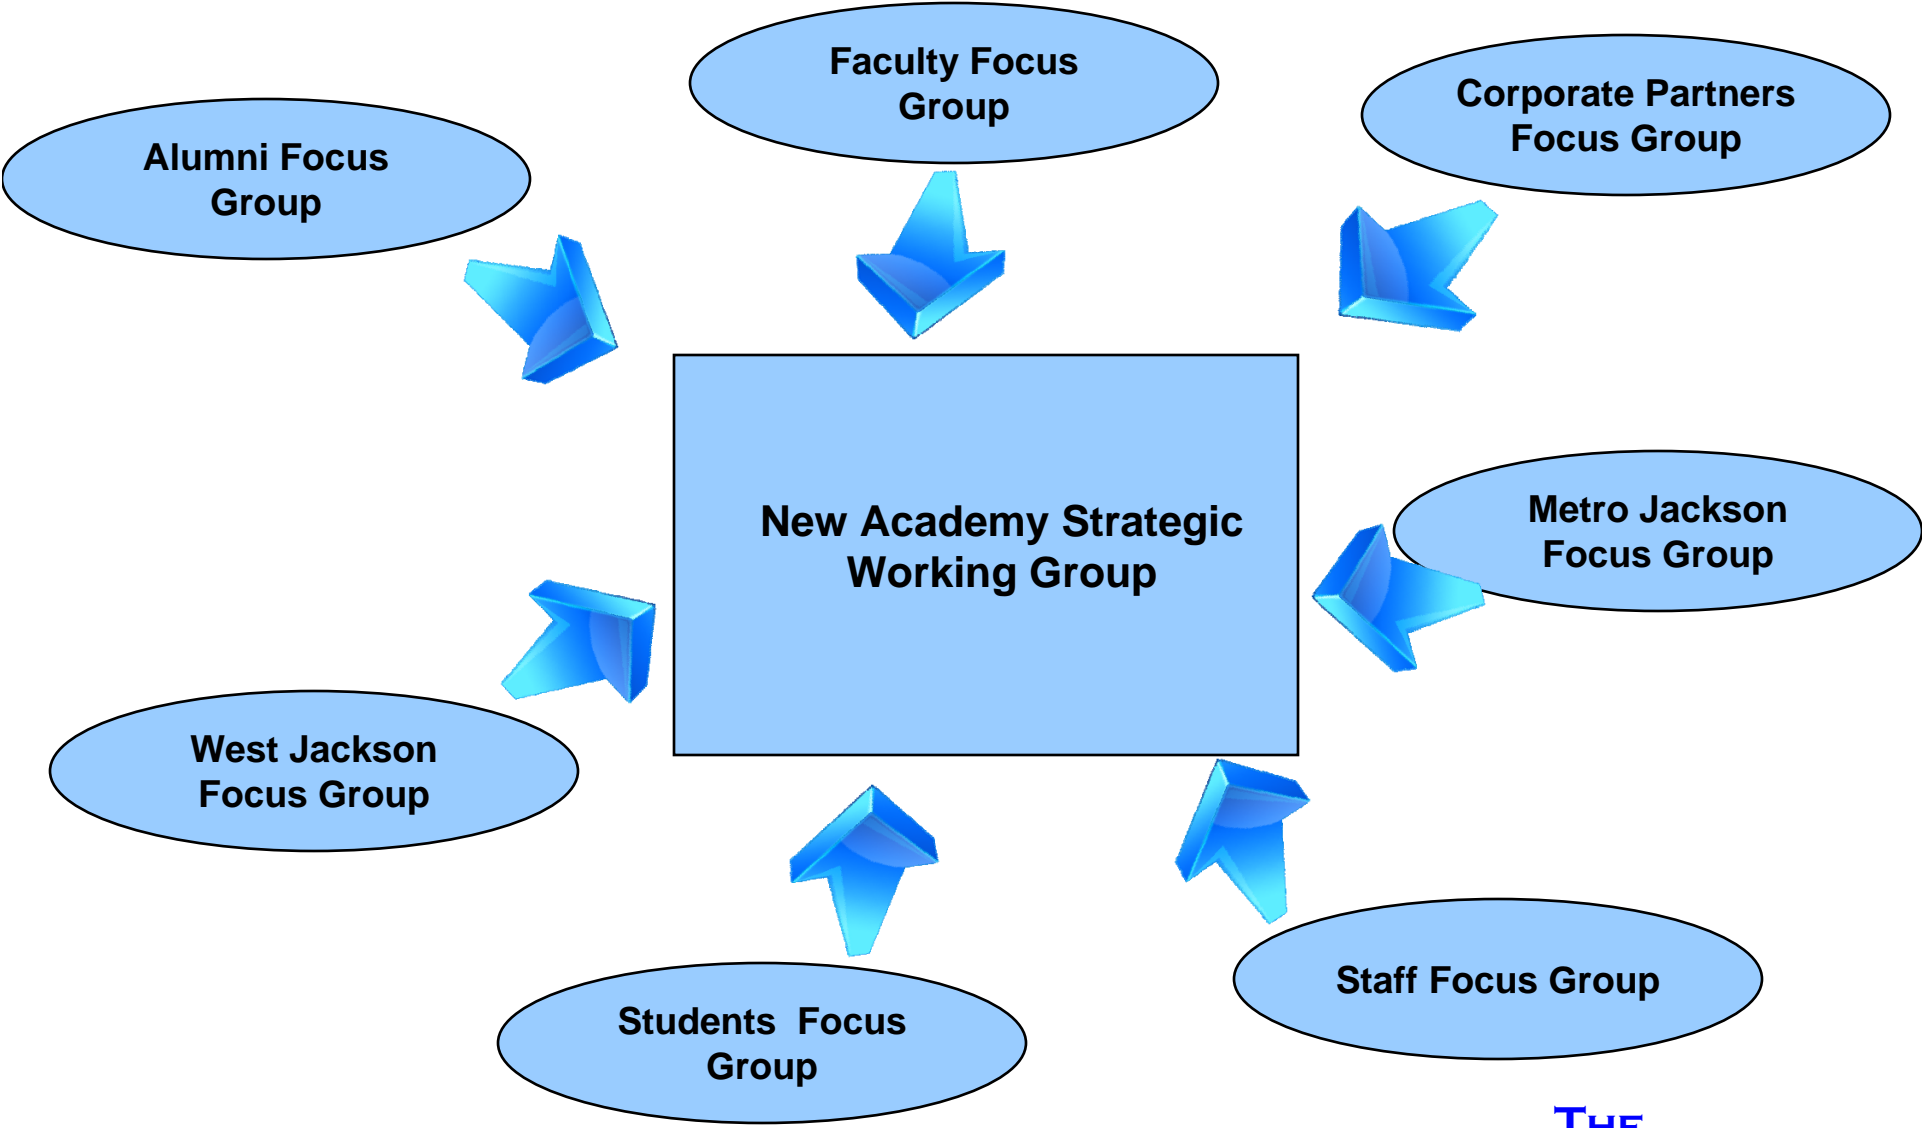 Faculty Focus
Group
Corporate Partners
Focus Group
Alumni Focus
Group
New Academy Strategic
Working Group
Metro Jackson
Focus Group
West Jackson
Focus Group
Staff Focus Group
Students  Focus
Group
THE